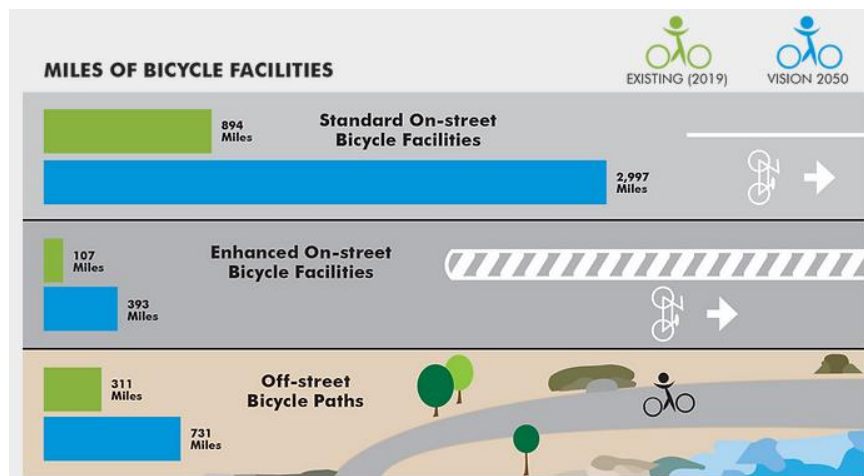 MILES OF BICYCLE FACILITIES
EXISTING (2019)
VISION 2050
894
Miles
Standard On-street
Bicycle Facilities
2,997
Miles
107
Miles
Enhanced On-street
Bicycle Facilities
393
Miles
311
Miles
Off-street
Bicycle Paths
731
Miles